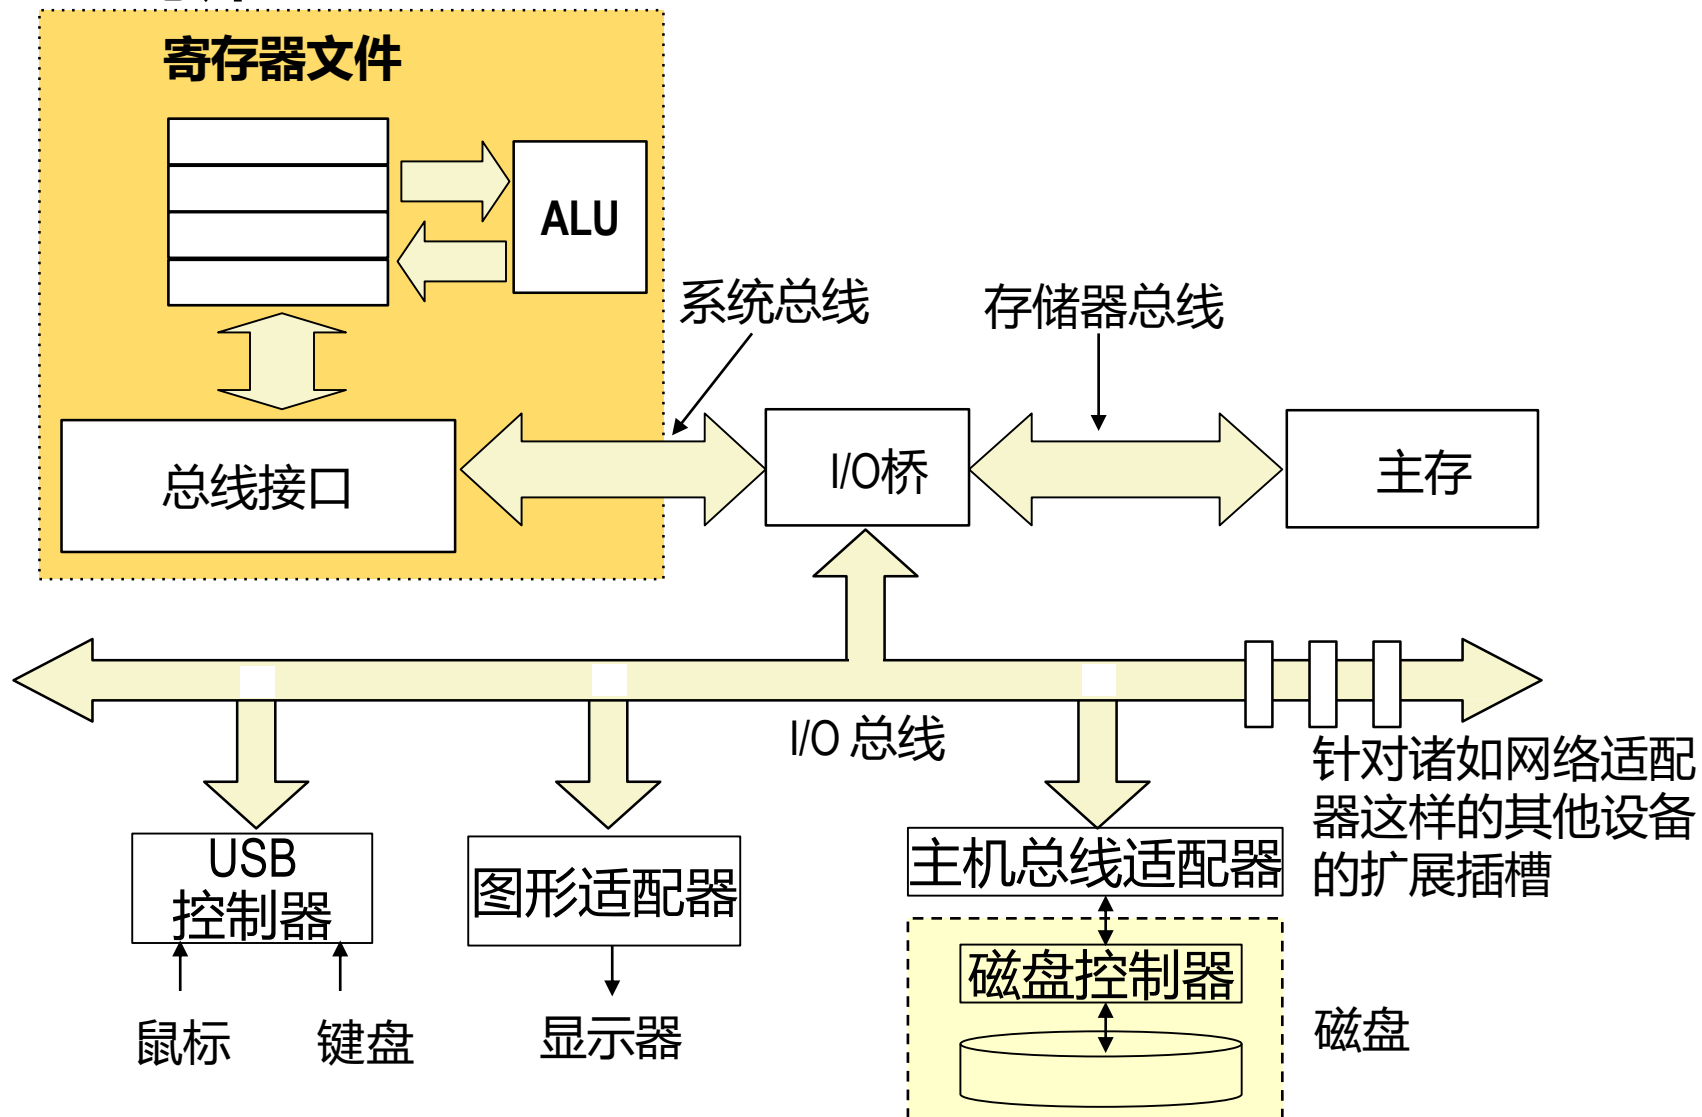 寄存器文件
ALU
系统总线
存储器总线
总线接口
I/O桥
主存
I/O 总线
针对诸如网络适配
器这样的其他设备
的扩展插槽
USB
控制器
图形适配器
主机总线适配器
磁盘控制器
鼠标
键盘
显示器
磁盘